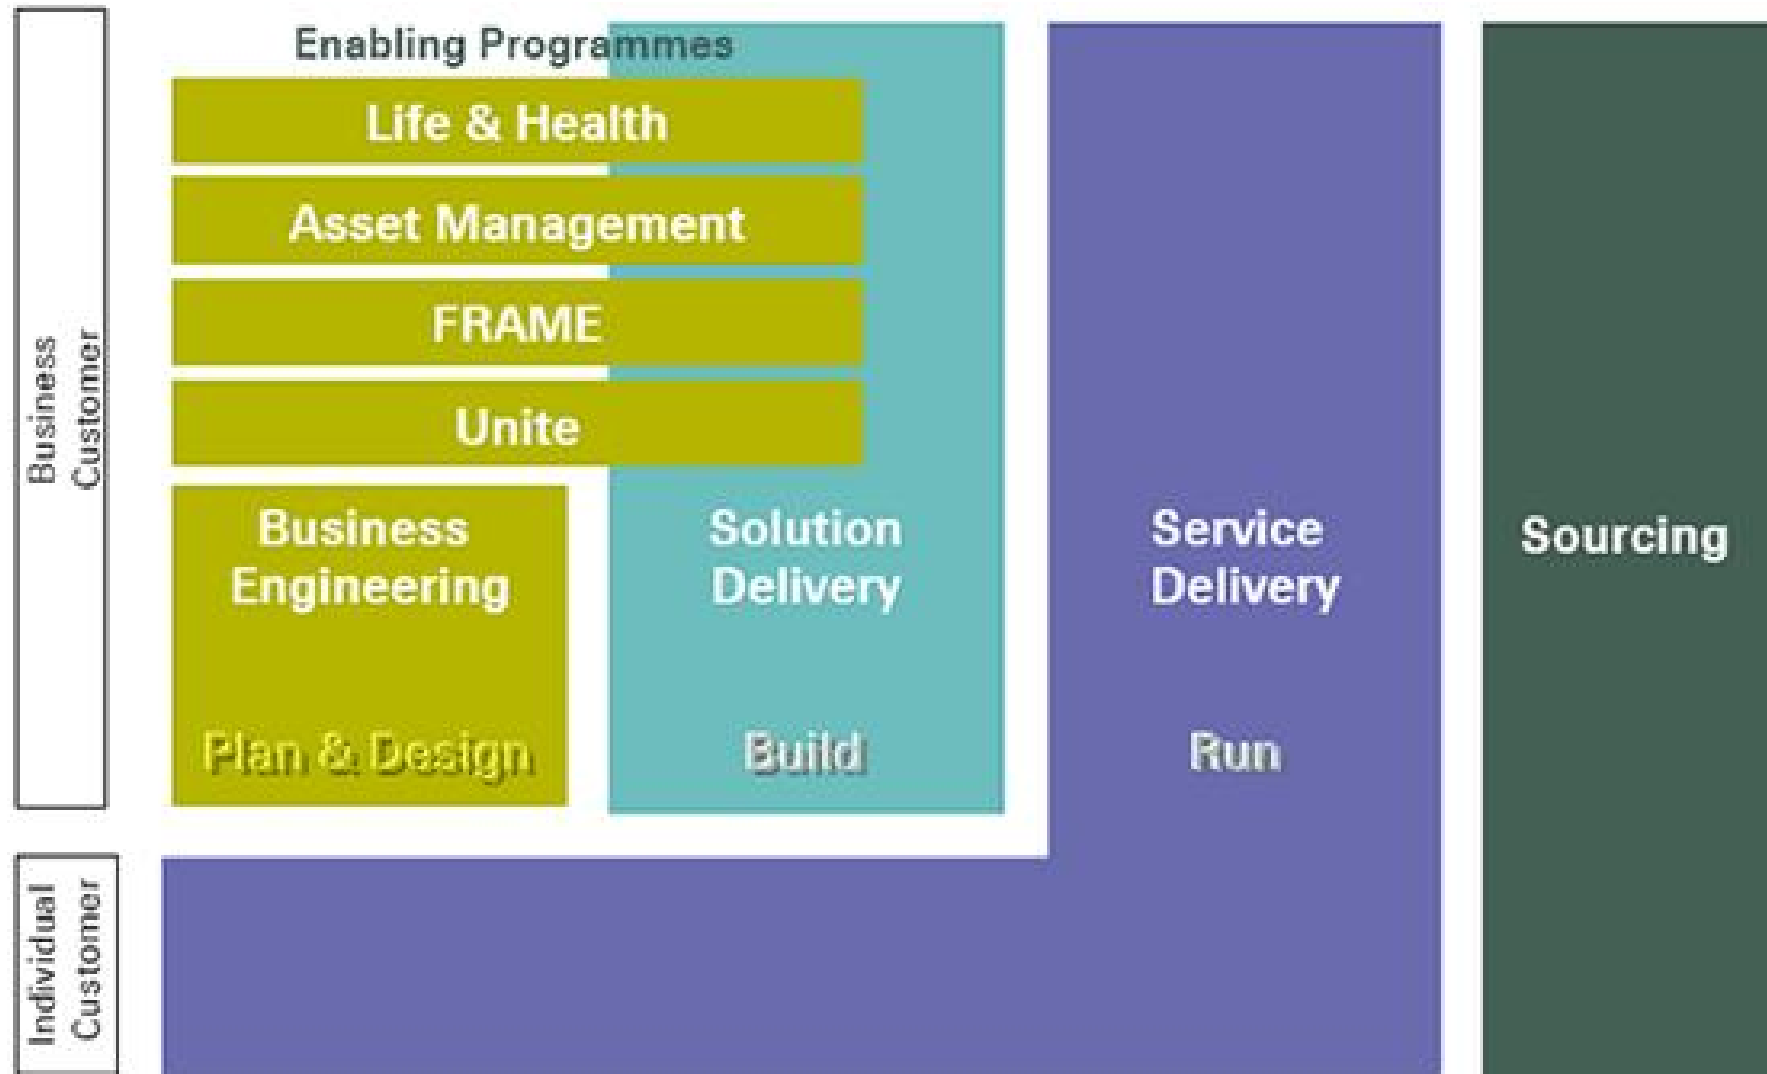 Enabling Programmes
Life & Health
Asset Management
FRAME
Unite
Business
Customer
Business
Engineering
Plan & Design
Solution
Delivery
Build
Service
Delivery
Run
Sourcing
Individual
Customer